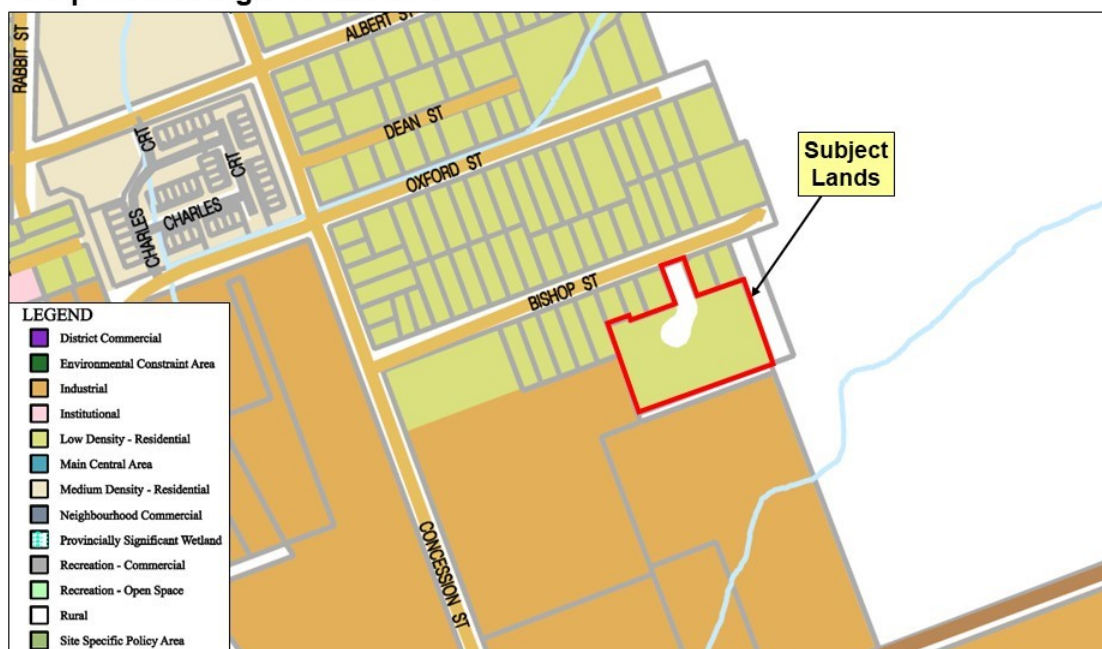 ALBERT ST
RABBIT ST
DEAN ST
CRT
OXFORD ST
CRT
CHARLES
CHARLES
Subject
Lands
BISHOP ST
CONCESSION ST
LEGEND
District Commercial
Environmental Constraint Area
Industrial
Institutional
Low Density - Residential
Main Central Area
Medium Density - Residential
Neighbourhood Commercial
Provincially Significant Wetland
Recreation - Commercial
Recreation - Open Space
Rural
Site Specific Policy Area